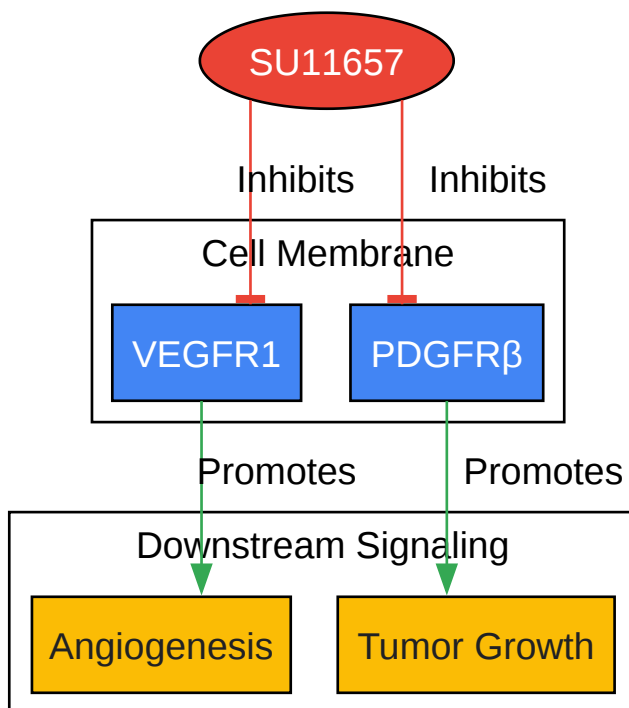 SU11657
Inhibits Inhibits
Cell Membrane
VEGFR1 PDGFRβ
Promotes Promotes
Downstream Signaling
Angiogenesis Tumor Growth